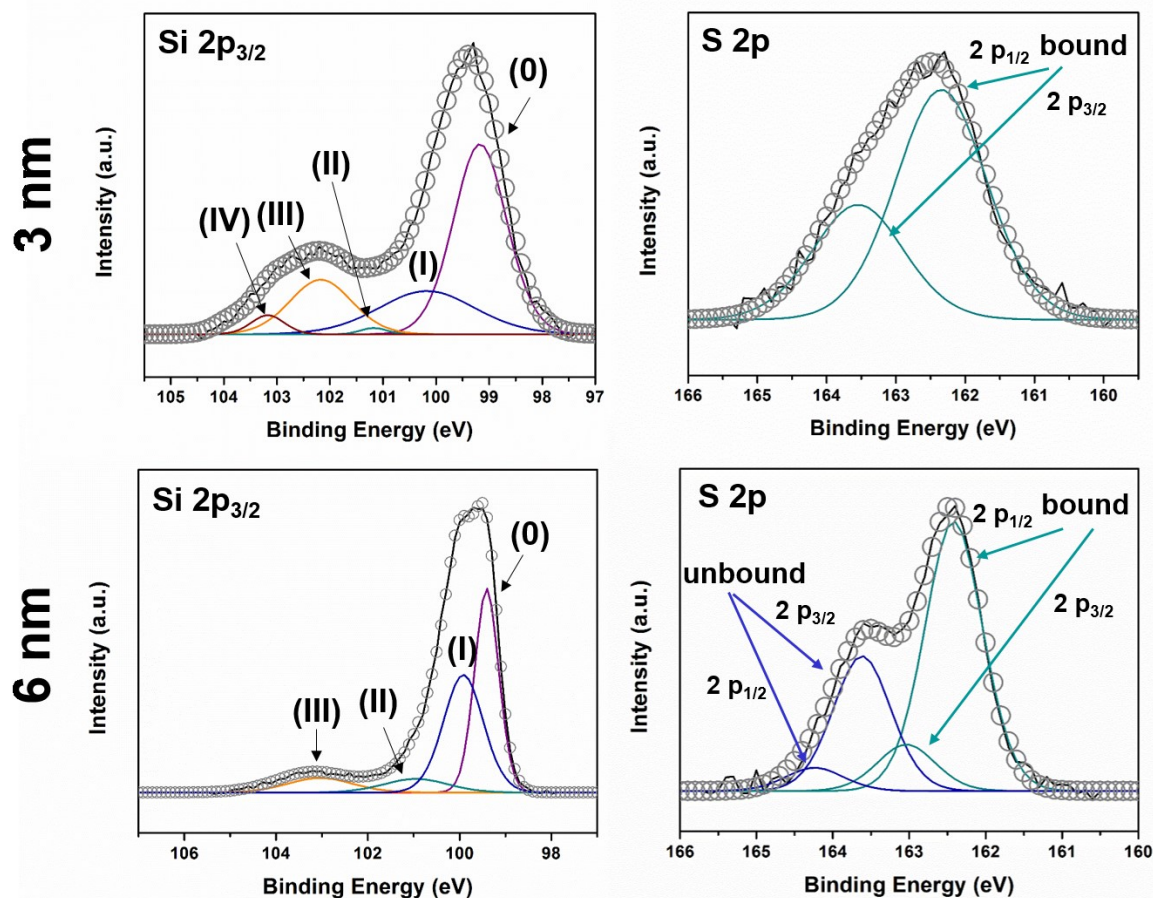 3 nm
Si 2p3/2
(0)
(I)
(II)
(III)
(IV)
Intensity (a.u.)
105 104 103 102 101 100 99 98 97
Binding Energy (eV)
S 2p
2 p1/2 bound
2 p3/2
Intensity (a.u.)
166 165 164 163 162 161 160
Binding Energy (eV)
6 nm
Si 2p3/2
(0)
(I)
(II)
(III)
Intensity (a.u.)
106 104 102 100 98
Binding Energy (eV)
S 2p
2 p1/2 bound
unbound
2 p3/2
2 p3/2
2 p1/2
Intensity (a.u.)
166 165 164 163 162 161 160
Binding Energy (eV)